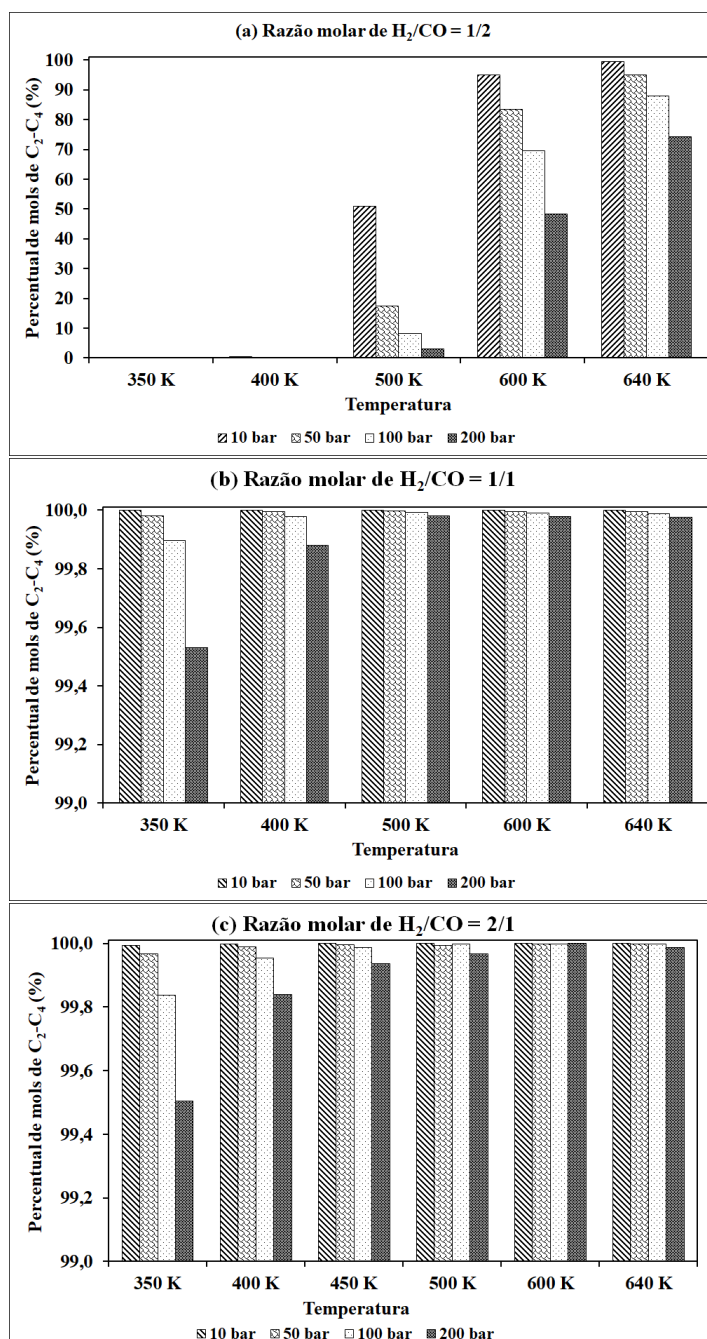 (a) Razão molar de H₂/CO = 1/2
Percentual de mols de C₂-C₄ (%)
100
90
80
70
60
50
40
30
20
10
0
350 K 400 K 500 K 600 K 640 K
Temperatura
10 bar 50 bar 100 bar 200 bar
(b) Razão molar de H₂/CO = 1/1
Percentual de mols de C₂-C₄ (%)
100,0
99,8
99,6
99,4
99,2
99,0
350 K 400 K 500 K 600 K 640 K
Temperatura
10 bar 50 bar 100 bar 200 bar
(c) Razão molar de H₂/CO = 2/1
Percentual de mols de C₂-C₄ (%)
100,0
99,8
99,6
99,4
99,2
99,0
350 K 400 K 450 K 500 K 600 K 640 K
Temperatura
10 bar 50 bar 100 bar 200 bar